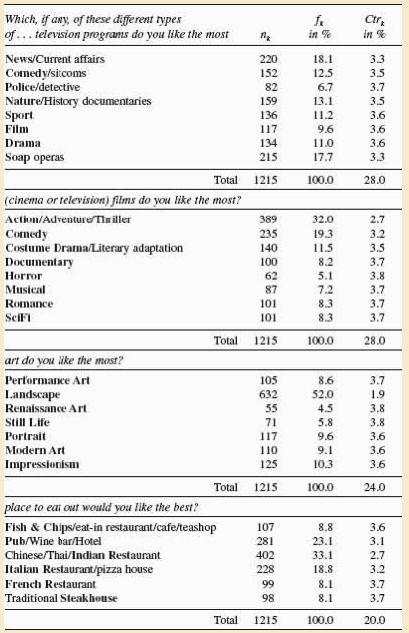 Which, if any, of these different types of . . . television programs do you like the most nk fk in % Ctrk in %
News/Current affairs 220 18.1 3.3
Comedy/sitcoms 152 12.5 3.5
Police/detective 82 6.7 3.7
Nature/History documentaries 159 13.1 3.5
Sport 136 11.2 3.6
Film 117 9.6 3.6
Drama 134 11.0 3.6
Soap operas 215 17.7 3.3
Total 1215 100.0 28.0
(cinema or television) films do you like the most?
Action/Adventure/Thriller 389 32.0 2.7
Comedy 235 19.3 3.2
Costume Drama/Literary adaptation 140 11.5 3.5
Documentary 100 8.2 3.7
Horror 62 5.1 3.8
Musical 87 7.2 3.7
Romance 101 8.3 3.7
SciFi 101 8.3 3.7
Total 1215 100.0 28.0
art do you like the most?
Performance Art 105 8.6 3.7
Landscape 632 52.0 1.9
Renaissance Art 55 4.5 3.8
Still Life 71 5.8 3.8
Portrait 117 9.6 3.6
Modern Art 110 9.1 3.6
Impressionism 125 10.3 3.6
Total 1215 100.0 24.0
place to eat out would you like the best?
Fish & Chips/eat-in restaurant/cafe/teashop 107 8.8 3.6
Pub/Wine bar/Hotel 281 23.1 3.1
Chinese/Thai/Indian Restaurant 402 33.1 2.7
Italian Restaurant/pizza house 228 18.8 3.2
French Restaurant 99 8.1 3.7
Traditional Steakhouse 98 8.1 3.7
Total 1215 100.0 20.0